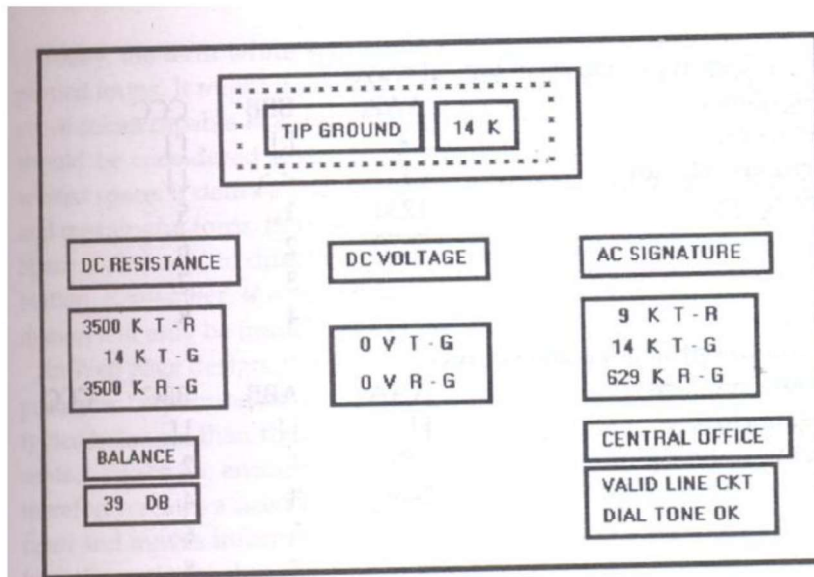 TIP GROUND 14 K
DC RESISTANCE
3500 K T - R
14 K T - G
3500 K R - G
DC VOLTAGE
0 V T - G
0 V R - G
AC SIGNATURE
9 K T - R
14 K T - G
629 K R - G
BALANCE
39 DB
CENTRAL OFFICE
VALID LINE CKT
DIAL TONE OK